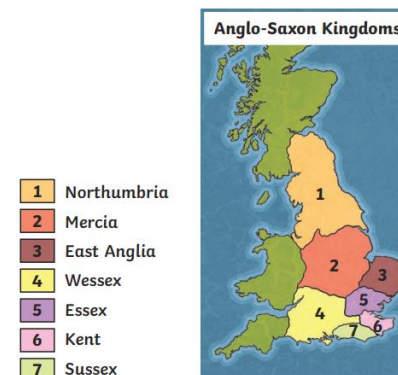 Anglo-Saxon Kingdoms
1 Northumbria
2 Mercia
3 East Anglia
4 Wessex
5 Essex
6 Kent
7 Sussex
1
2
3
5
4
6
7